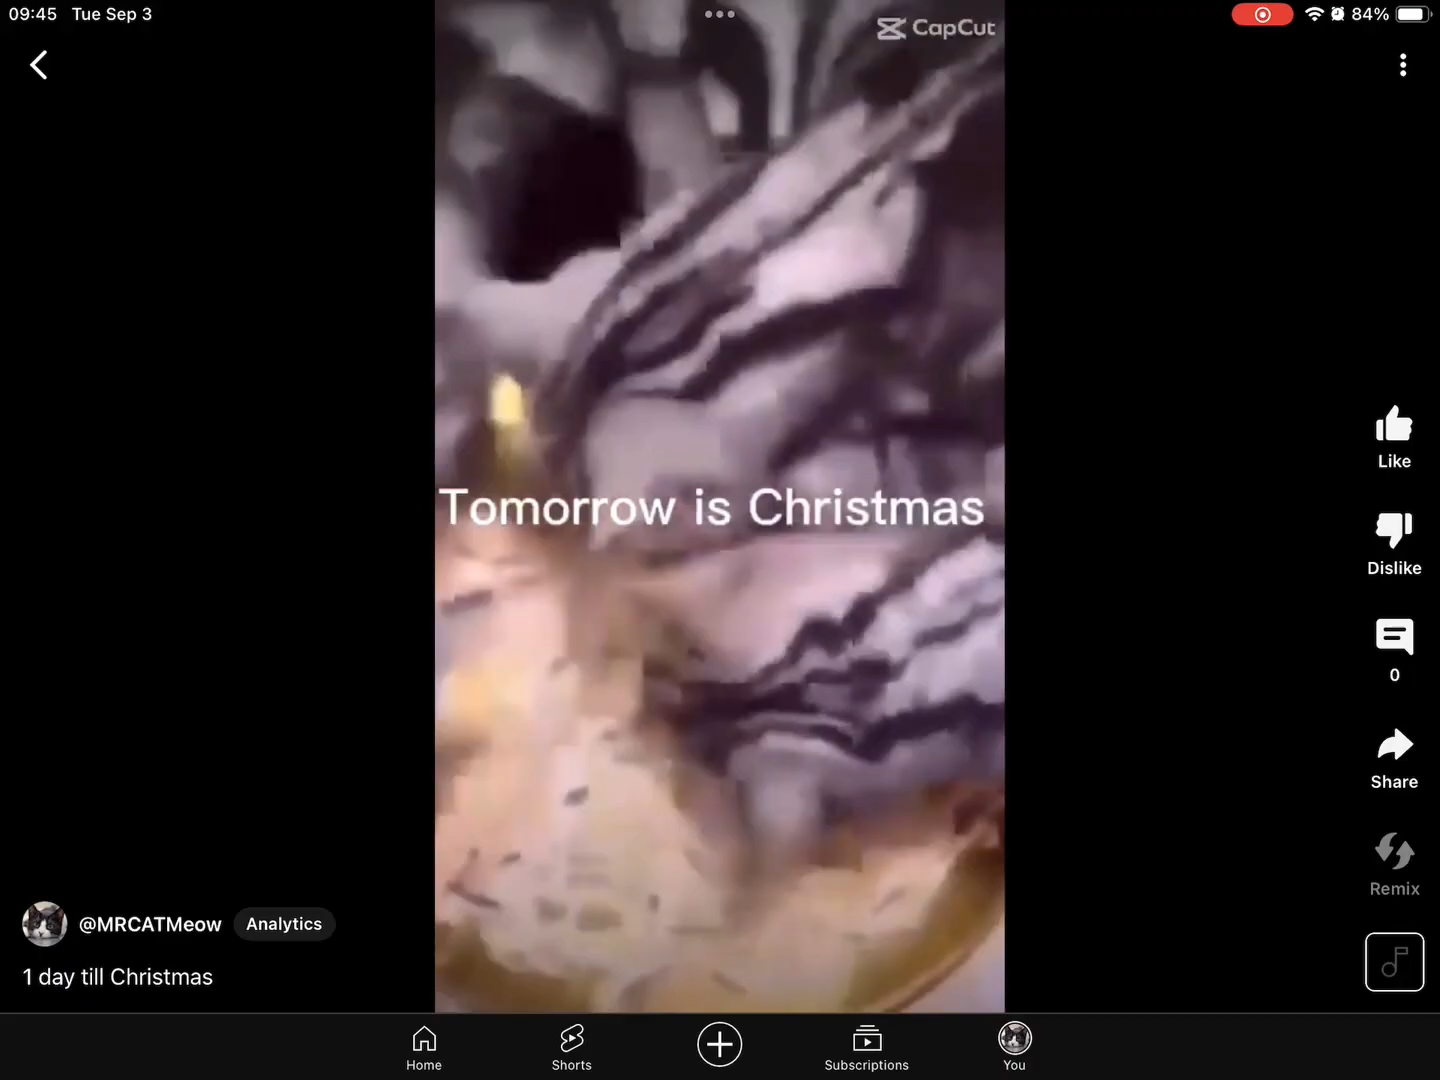 09:45 Tue Sep 3
84%
CapCut
Tomorrow is Christmas
Like
Dislike
0
Share
Remix
@MRCATMeow
Analytics
1 day till Christmas
Home
Shorts
Subscriptions
You